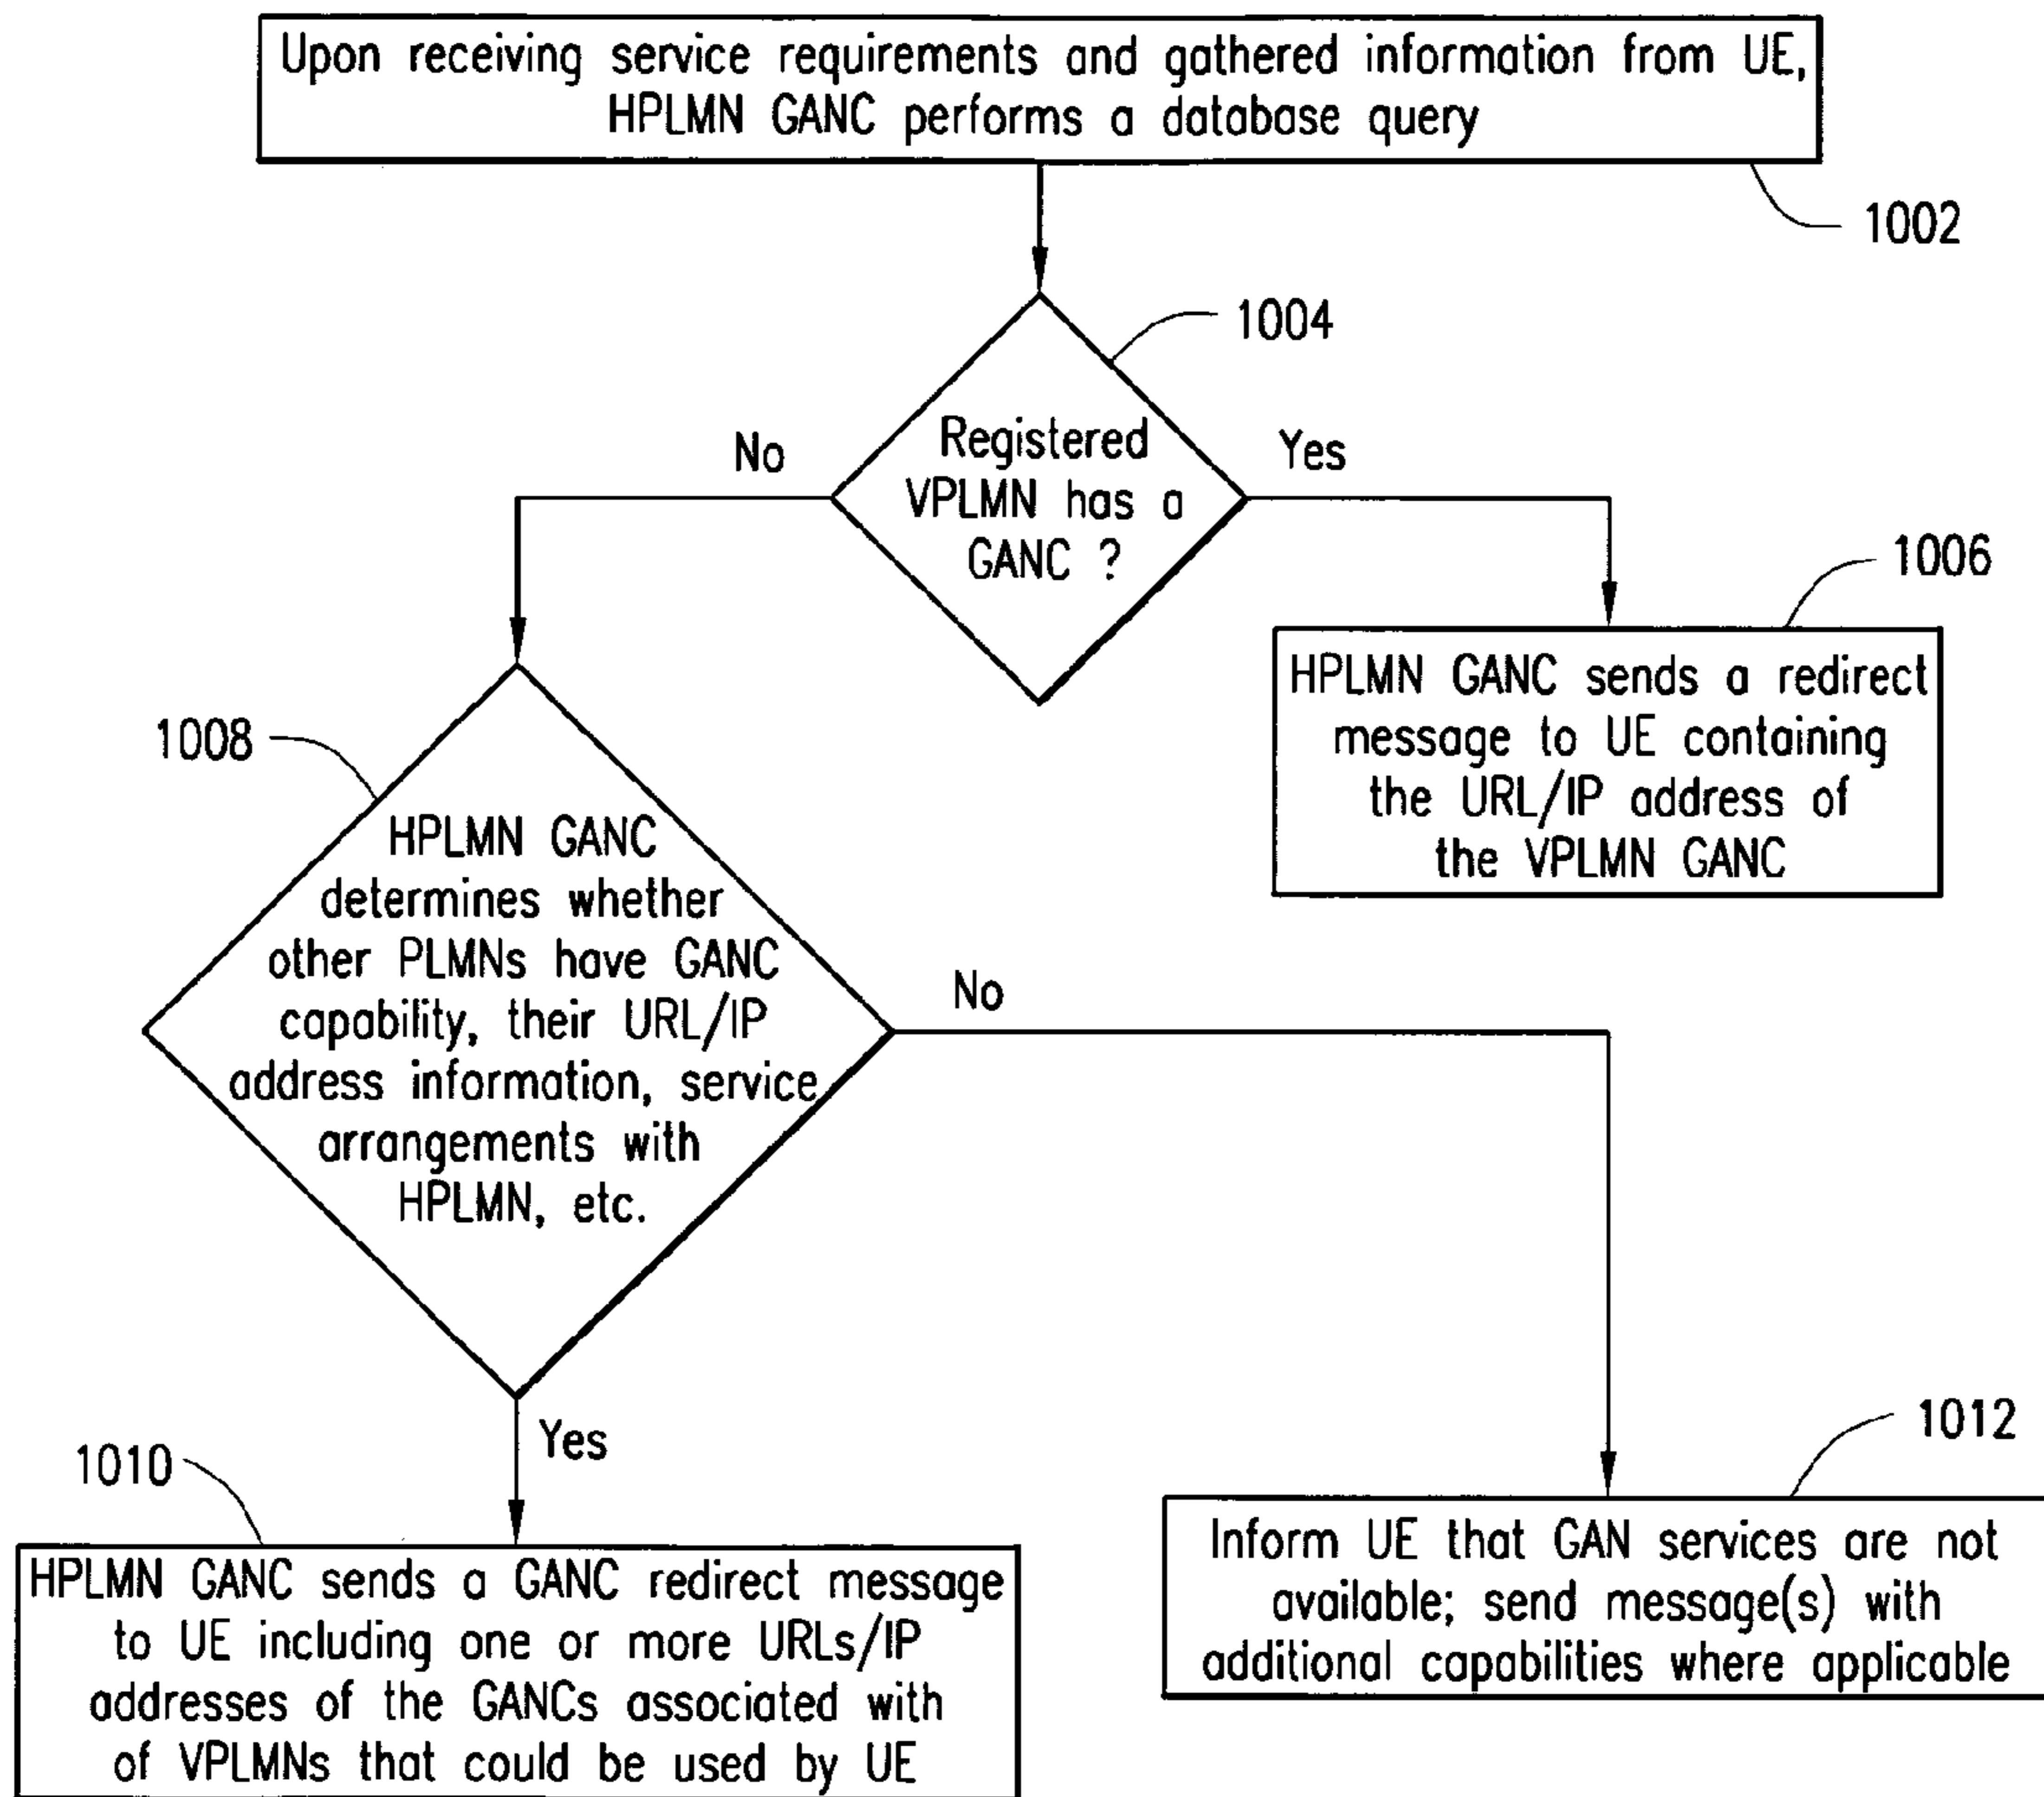 Upon receiving service requirements and gathered information from UE,
HPLMN GANC performs a database query
1002
1004
Registered
VPLMN has a
GANC ?
No
Yes
1006
HPLMN GANC sends a redirect
message to UE containing
the URL/IP address of
the VPLMN GANC
1008
HPLMN GANC
determines whether
other PLMNs have GANC
capability, their URL/IP
address information, service
arrangements with
HPLMN, etc.
No
Yes
1010
HPLMN GANC sends a GANC redirect message
to UE including one or more URLs/IP
addresses of the GANCs associated with
of VPLMNs that could be used by UE
1012
Inform UE that GAN services are not
available; send message(s) with
additional capabilities where applicable